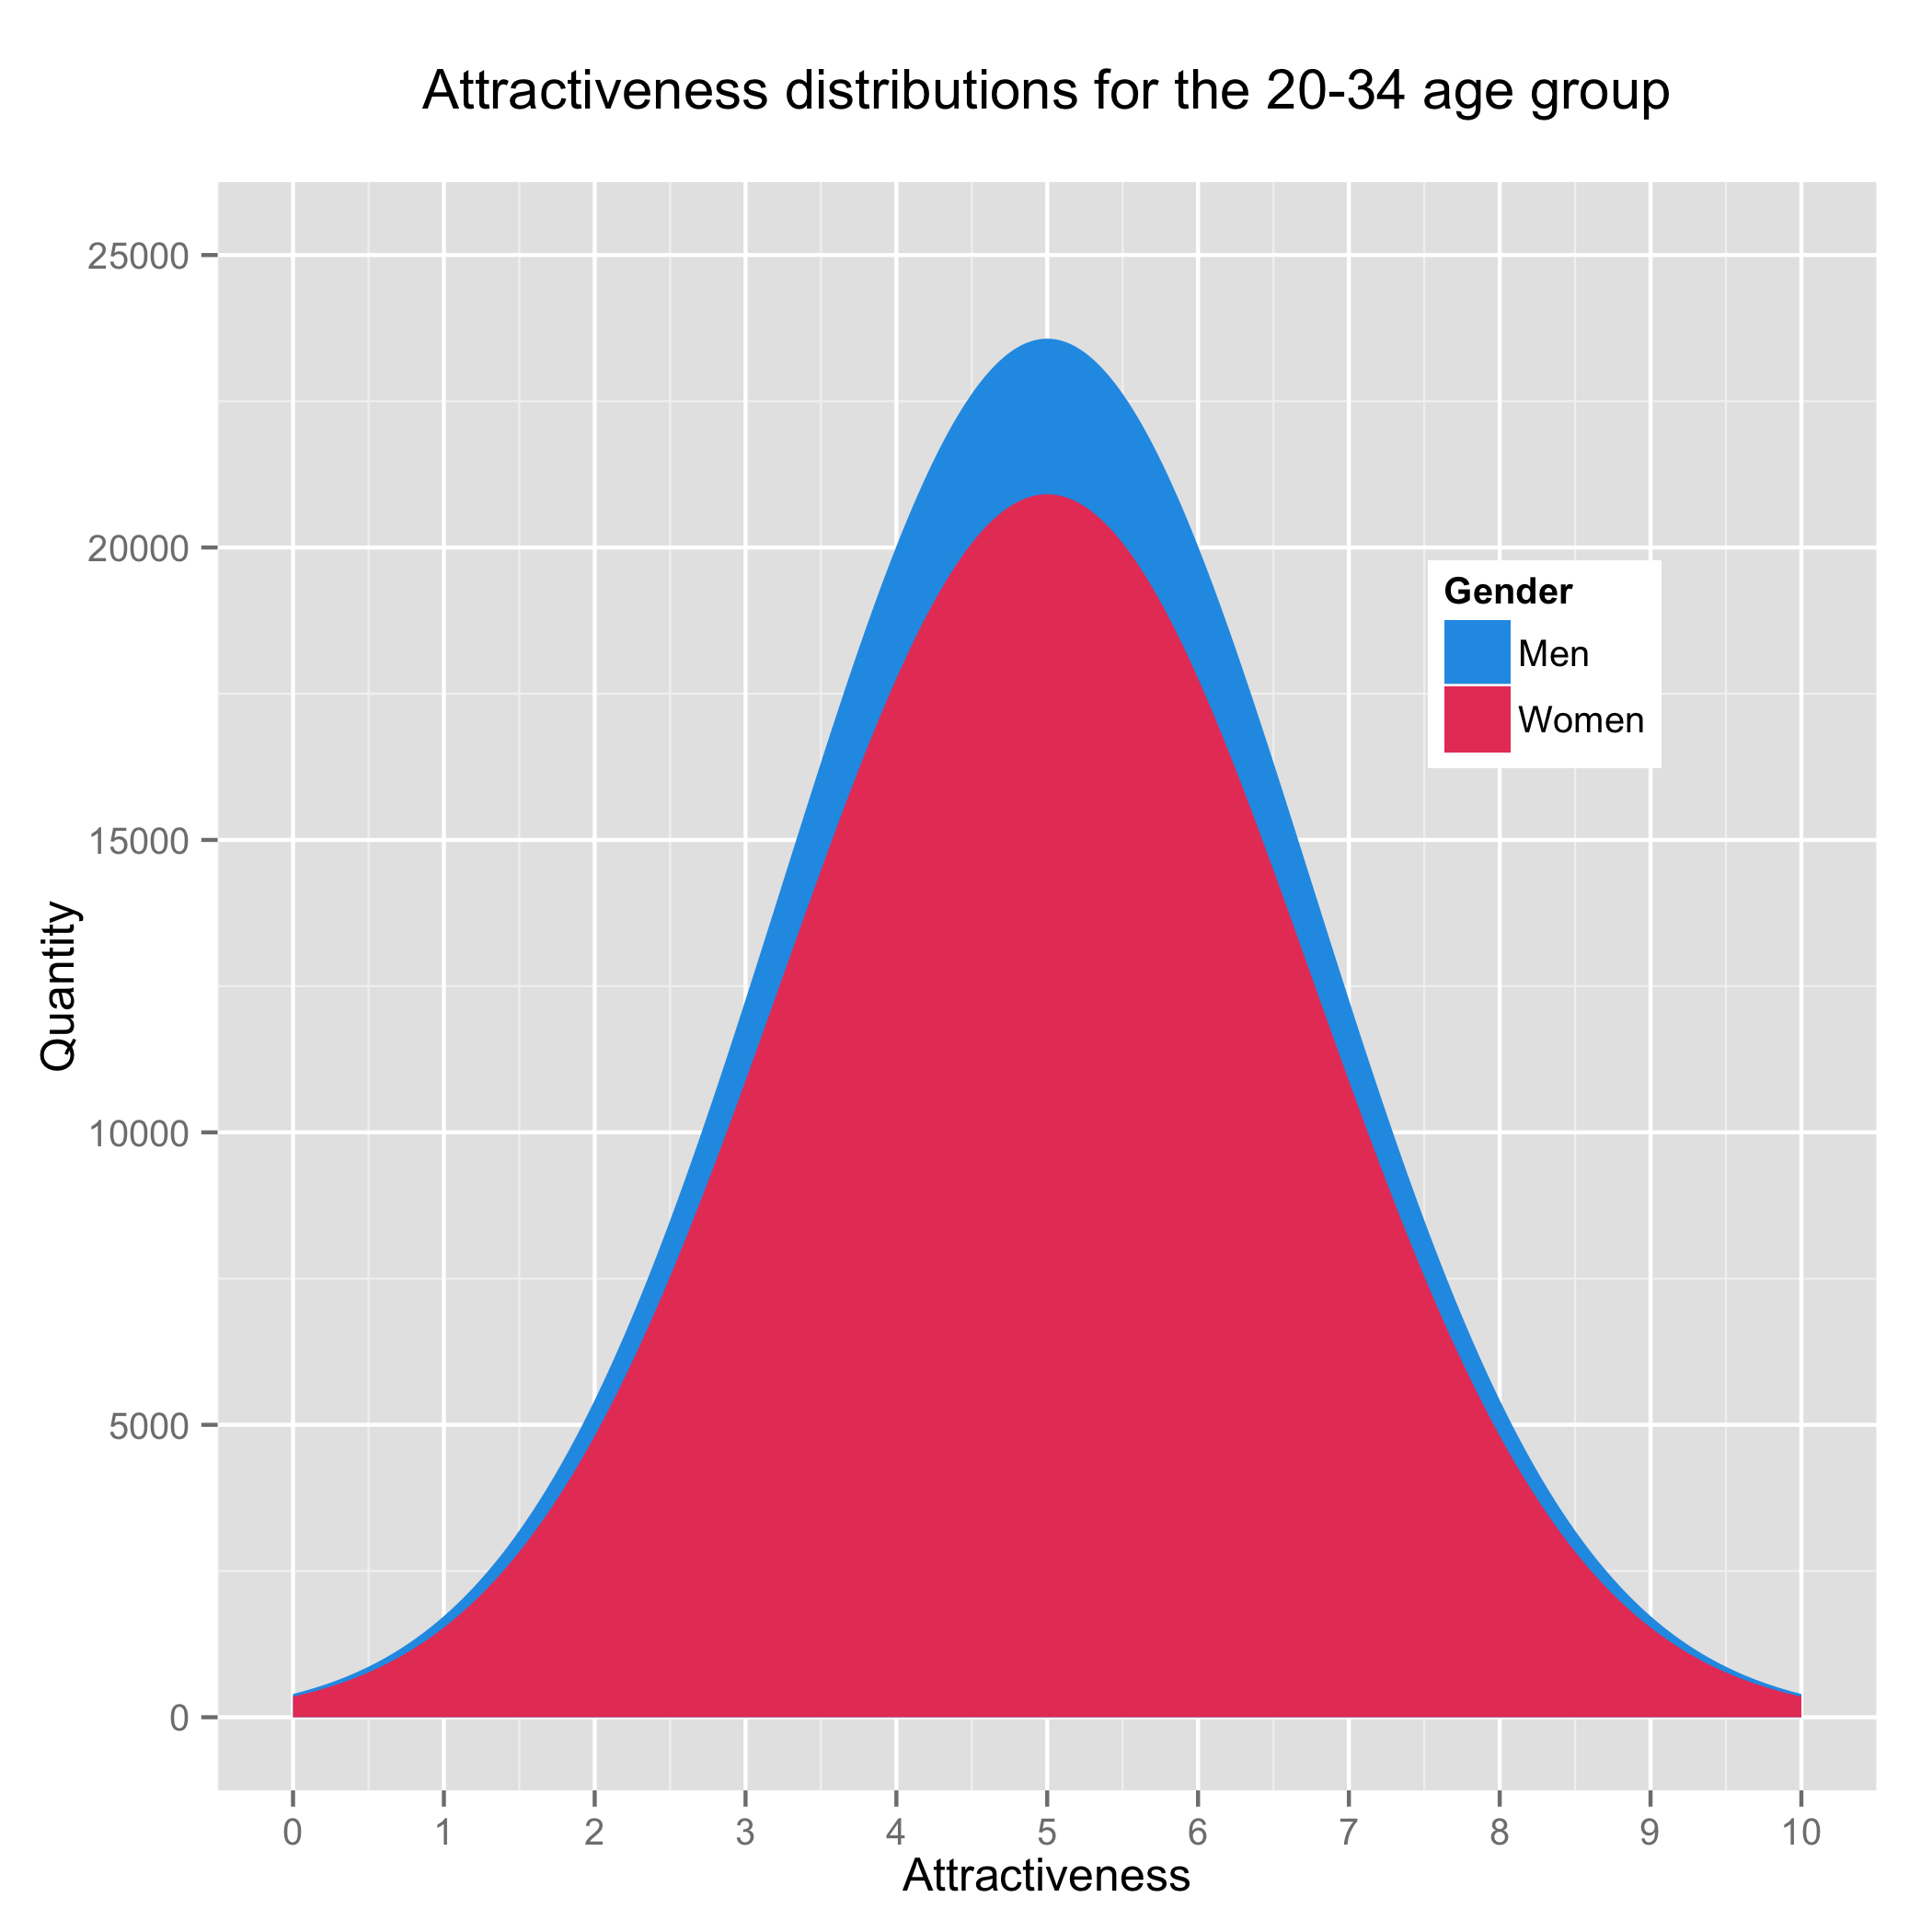 Attractiveness distributions for the 20-34 age group
25000
20000
15000
10000
5000
0
Quantity
Gender
Men
Women
0 1 2 3 4 5 6 7 8 9 10
Attractiveness